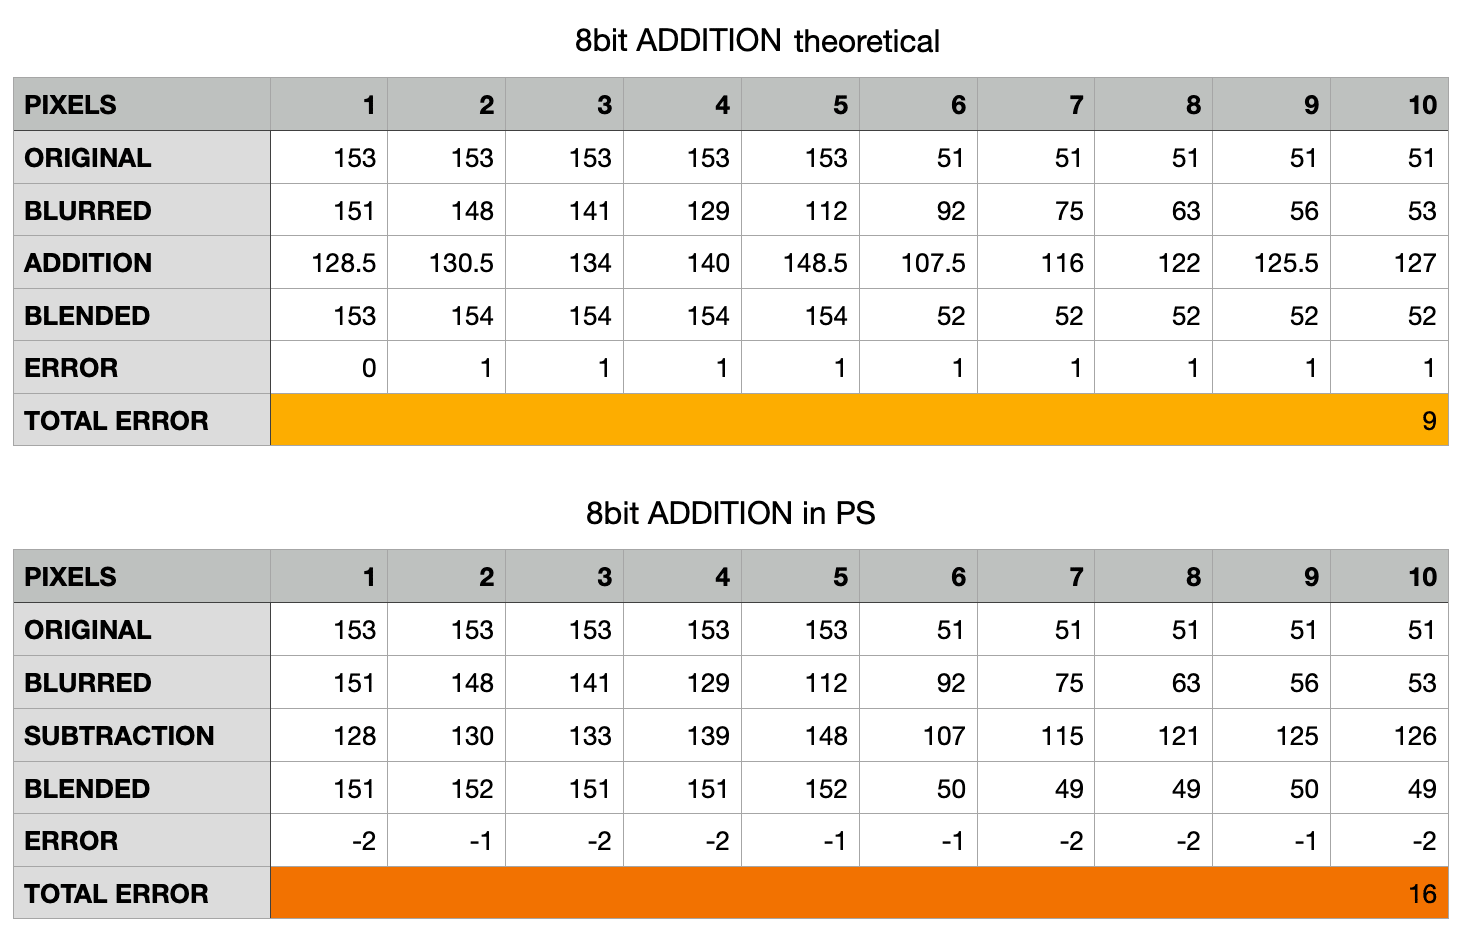 8bit ADDITION theoretical
PIXELS 1 2 3 4 5 6 7 8 9 10
ORIGINAL 153 153 153 153 153 51 51 51 51 51
BLURRED 151 148 141 129 112 92 75 63 56 53
ADDITION 128.5 130.5 134 140 148.5 107.5 116 122 125.5 127
BLENDED 153 154 154 154 154 52 52 52 52 52
ERROR 0 1 1 1 1 1 1 1 1 1
TOTAL ERROR 9
8bit ADDITION in PS
PIXELS 1 2 3 4 5 6 7 8 9 10
ORIGINAL 153 153 153 153 153 51 51 51 51 51
BLURRED 151 148 141 129 112 92 75 63 56 53
SUBTRACTION 128 130 133 139 148 107 115 121 125 126
BLENDED 151 152 151 151 152 50 49 49 50 49
ERROR -2 -1 -2 -2 -1 -1 -2 -2 -1 -2
TOTAL ERROR 16